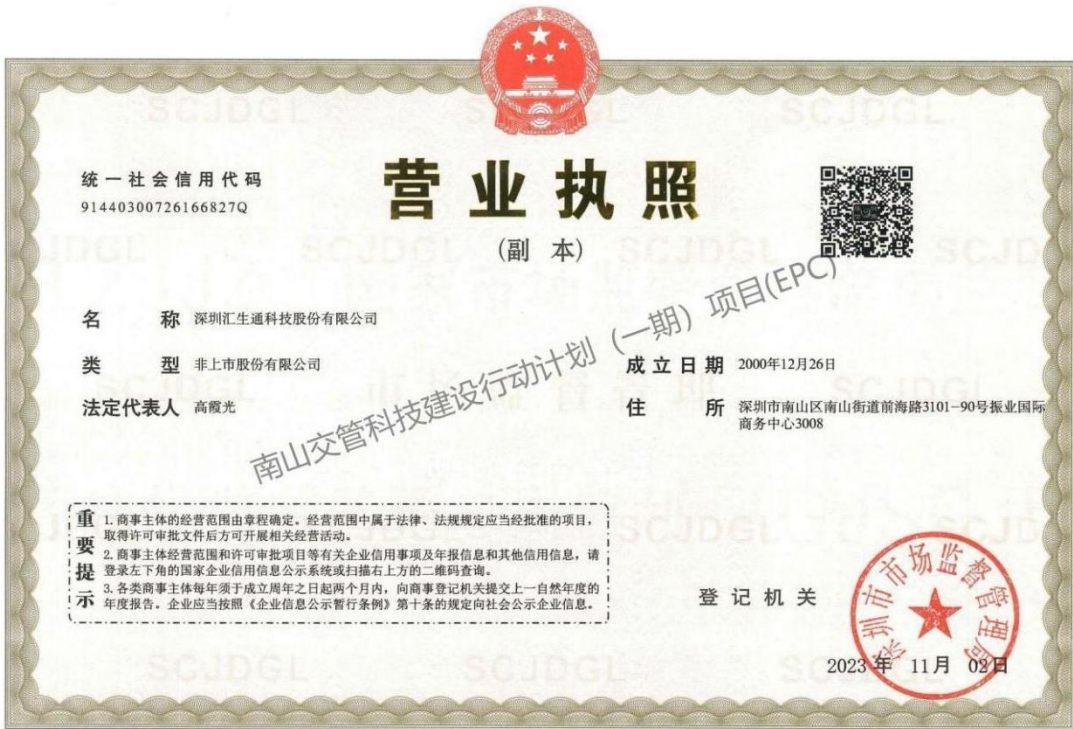 统一社会信用代码
91440300726166827Q
营业执照
(副 本)
名 称 深圳汇生通科技股份有限公司
类 型 非上市股份有限公司
法定代表人 高霞光
成立日期 2000年12月26日
住 所 深圳市南山区南山街道前海路3101-90号振业国际
商务中心3008
南山交管科技建设行动计划（一期）项目(EPC)
重要提示
1. 商事主体的经营范围由章程确定。经营范围中属于法律、法规规定应当经批准的项目，
取得许可审批文件后方可开展相关经营活动。
2. 商事主体经营范围和许可审批项目等有关企业信用事项及年报信息和其他信用信息，请
登录左下角的国家企业信用信息公示系统或扫描右上方的二维码查询。
3. 各类商事主体每年须于成立周年之日起两个月内，向商事登记机关提交上一自然年度的
年度报告。企业应当按照《企业信息公示暂行条例》第十条的规定向社会公示企业信息。
登记机关
深圳市市场监督管理局
2023年 11月 02日
SCJDGL